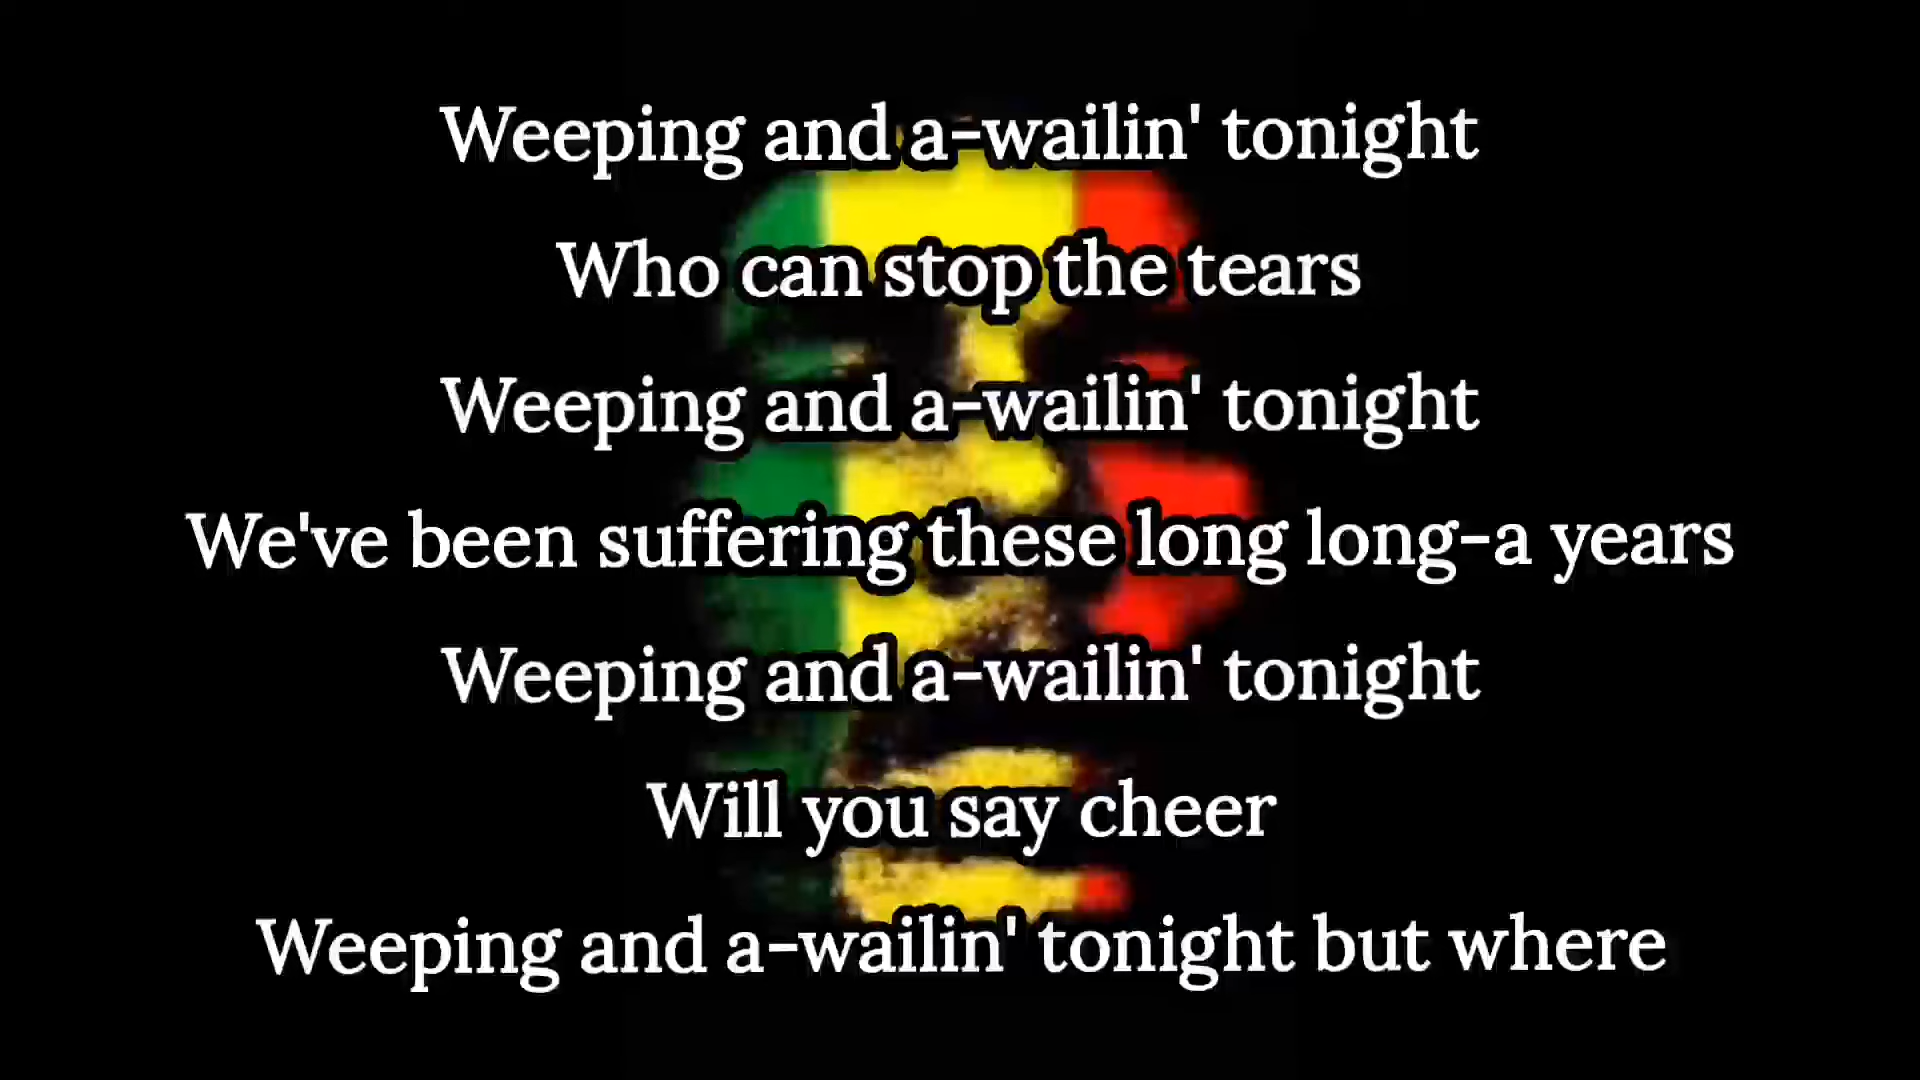 Weeping and a-wailin' tonight
Who can stop the tears
Weeping and a-wailin' tonight
We've been suffering these long long-a years
Weeping and a-wailin' tonight
Will you say cheer
Weeping and a-wailin' tonight but where